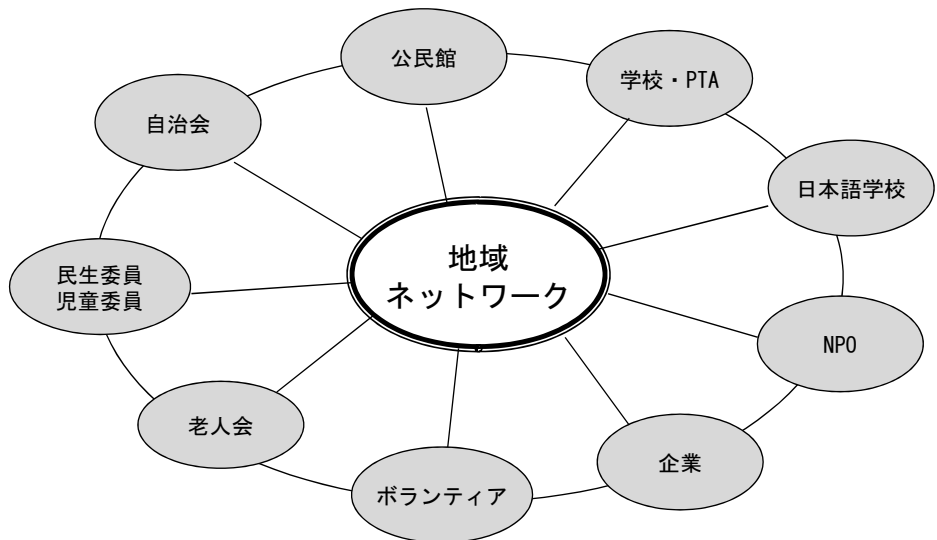 公民館
学校・PTA
自治会
日本語学校
地域
ネットワーク
民生委員
児童委員
NPO
老人会
企業
ボランティア